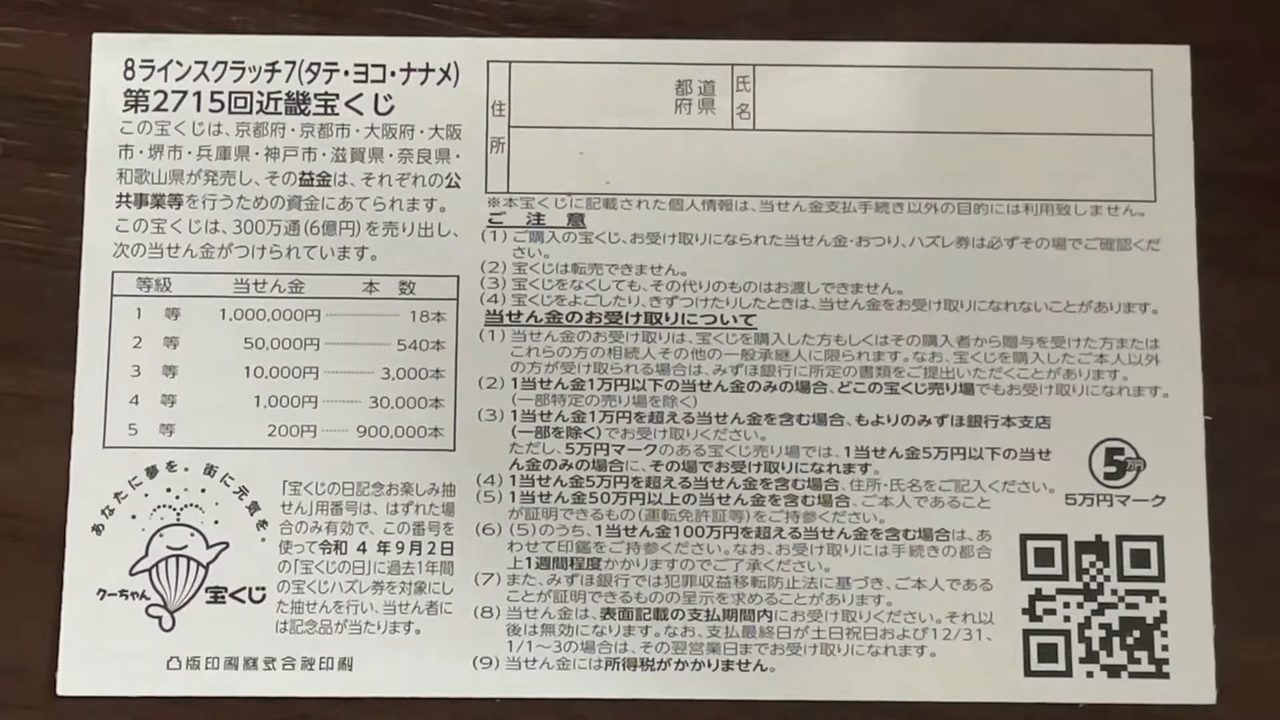 8ラインスクラッチ7(タテ・ヨコ・ナナメ)
第2715回近畿宝くじ
この宝くじは、京都府・京都市・大阪府・大阪
市・堺市・兵庫県・神戸市・滋賀県・奈良県・
和歌山県が発売し、その益金は、それぞれの公
共事業等を行うための資金にあてられます。
この宝くじは、300万通(6億円)を売り出し、
次の当せん金がつけられています。
等級 当せん金 本数
1等 1,000,000円 18本
2等 50,000円 540本
3等 10,000円 3,000本
4等 1,000円 30,000本
5等 200円 900,000本
あなたに夢を。街に元気を。
クーちゃん 宝くじ
「宝くじの日記念お楽しみ抽
せん」用番号は、はずれた場
合のみ有効で、この番号を
使って令和4年9月2日
の「宝くじの日」に過去1年間
の宝くじハズレ券を対象にし
た抽せんを行い、当せん者に
は記念品が当たります。
凸版印刷株式会社印刷
住所
都道
府県
氏名
※本宝くじに記載された個人情報は、当せん金支払手続き以外の目的には利用致しません。
ご注意
(1) ご購入の宝くじ、お受け取りになられた当せん金・おつり、ハズレ券は必ずその場でご確認くだ
さい。
(2) 宝くじは転売できません。
(3) 宝くじをなくしても、その代りのものはお渡しできません。
(4) 宝くじをよごしたり、きずつけたりしたときは、当せん金をお受け取りになれないことがあります。
当せん金のお受け取りについて
(1) 当せん金のお受け取りは、宝くじを購入した方もしくはその購入者から贈与を受けた方または
これらの方の相続人その他の一般承継人に限られます。なお、宝くじを購入したご本人以外
の方が受け取られる場合は、みずほ銀行に所定の書類をご提出いただくことがあります。
(2) 1当せん金1万円以下の当せん金のみの場合、どこの宝くじ売り場でもお受け取りになれます。
(一部特定の売り場を除く)
(3) 1当せん金1万円を超える当せん金を含む場合、もよりのみずほ銀行本支店
(一部を除く)でお受け取りください。
ただし、5万円マークのある宝くじ売り場では、1当せん金5万円以下の当せ
ん金のみの場合に、その場でお受け取りになれます。
(4) 1当せん金5万円を超える当せん金を含む場合、住所・氏名をご記入ください。
(5) 1当せん金50万円以上の当せん金を含む場合、ご本人であること
が証明できるもの(運転免許証等)をご持参ください。
(6) (5)のうち、1当せん金100万円を超える当せん金を含む場合は、あ
わせて印鑑をご持参ください。なお、お受け取りには手続きの都合
上1週間程度かかりますのでご了承ください。
(7) また、みずほ銀行では犯罪収益移転防止法に基づき、ご本人である
ことが証明できるものの呈示を求めることがあります。
(8) 当せん金は、表面記載の支払期間内にお受け取りください。それ以
後は無効になります。なお、支払最終日が土日祝日および12/31、
1/1〜3の場合は、その翌営業日までお受け取りになれます。
(9) 当せん金には所得税がかかりません。
5万円
5万円マーク